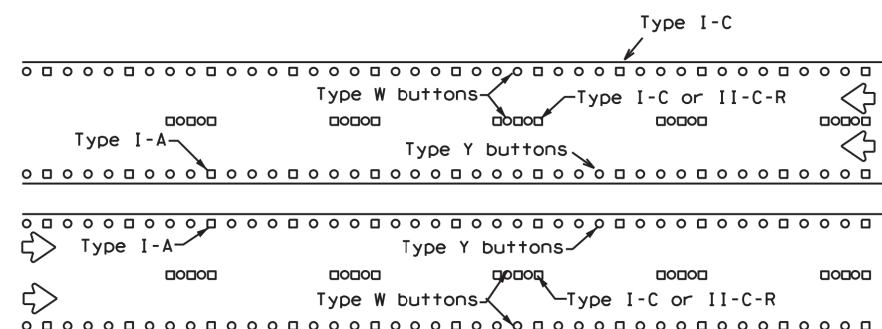 Type I-C
Type W buttons
Type I-C or II-C-R
Type I-A
Type Y buttons
Type I-A
Type Y buttons
Type W buttons
Type I-C or II-C-R